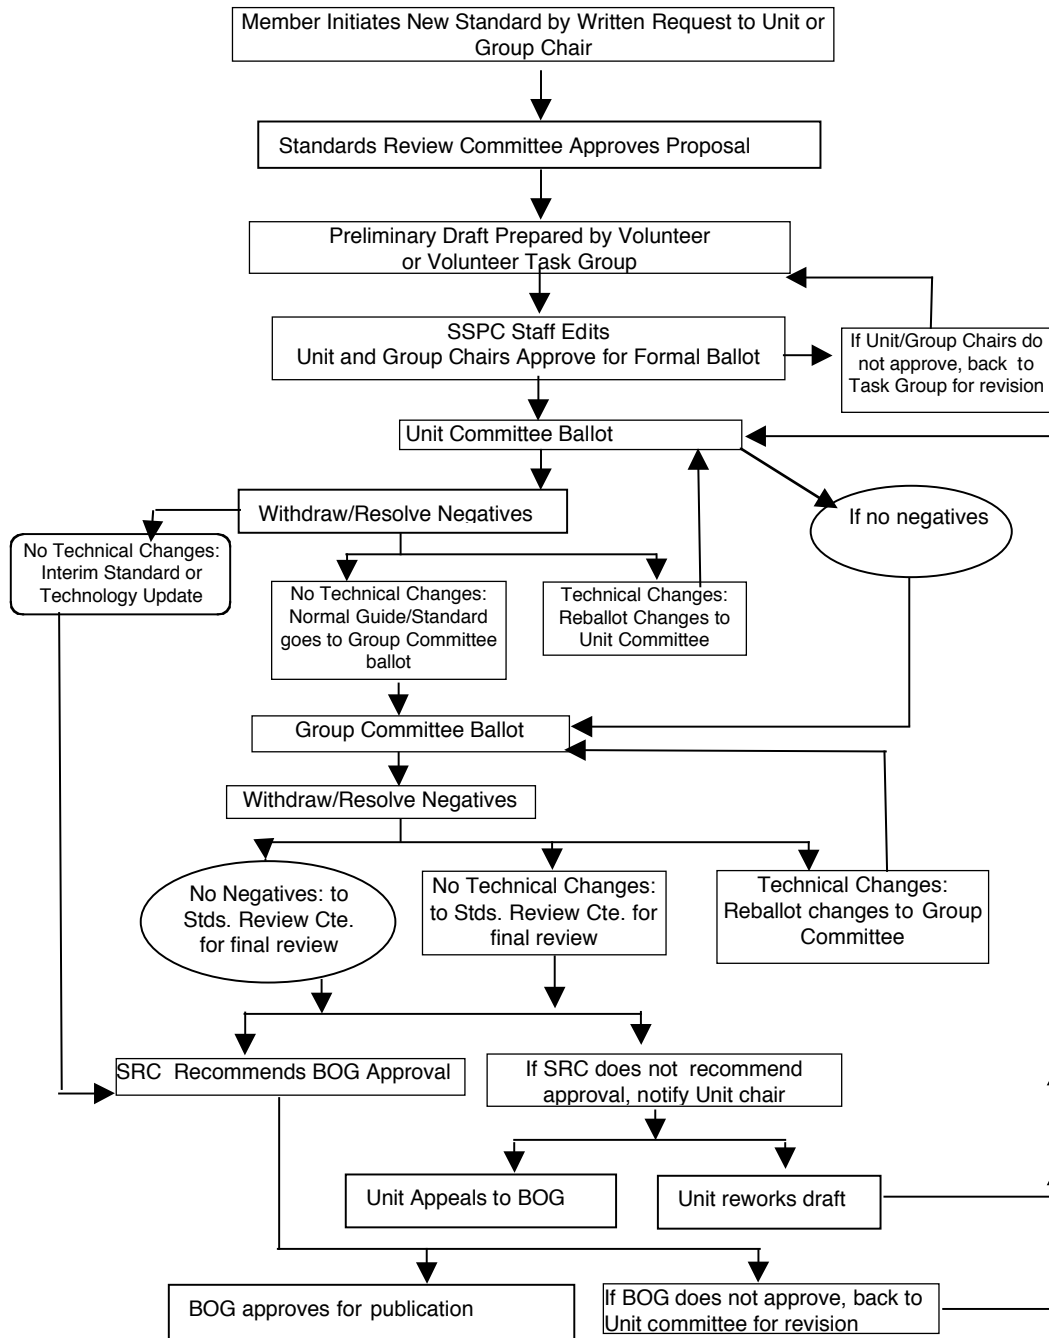 Member Initiates New Standard by Written Request to Unit or
Group Chair
Standards Review Committee Approves Proposal
Preliminary Draft Prepared by Volunteer
or Volunteer Task Group
SSPC Staff Edits
Unit and Group Chairs Approve for Formal Ballot
If Unit/Group Chairs do
not approve, back to
Task Group for revision
Unit Committee Ballot
Withdraw/Resolve Negatives
If no negatives
No Technical Changes:
Interim Standard or
Technology Update
No Technical Changes:
Normal Guide/Standard
goes to Group Committee
ballot
Technical Changes:
Reballot Changes to
Unit Committee
Group Committee Ballot
Withdraw/Resolve Negatives
No Negatives: to
Stds. Review Cte.
for final review
No Technical Changes:
to Stds. Review Cte. for
final review
Technical Changes:
Reballot changes to Group
Committee
SRC Recommends BOG Approval
If SRC does not recommend
approval, notify Unit chair
Unit Appeals to BOG
Unit reworks draft
BOG approves for publication
If BOG does not approve, back to
Unit committee for revision